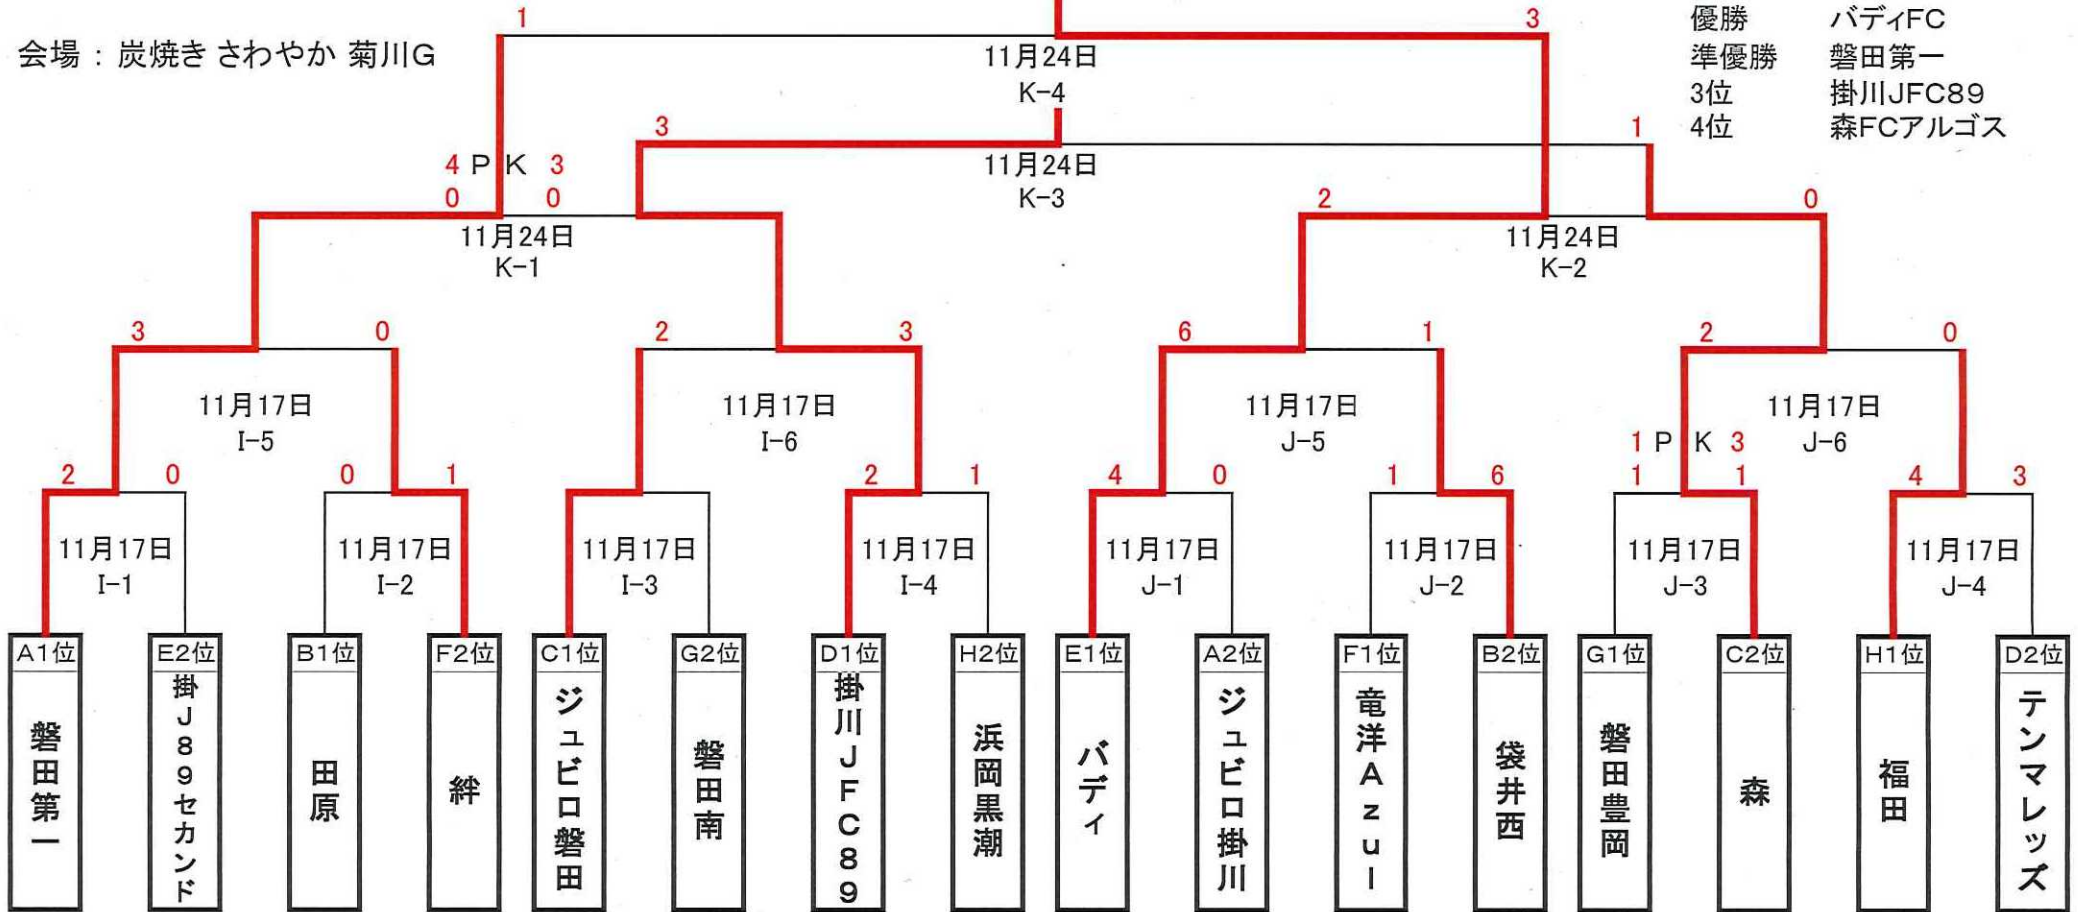 1 3 優勝 バディFC
会場：炭焼き さわやか 菊川G 11月24日 準優勝 磐田第一
K-4 3位 掛川JFC89
3 1 4位 森FCアルゴス
4 PK 3 11月24日
0 0 K-3 2 0
11月24日 11月24日
K-1 K-2
3 0 2 3 6 1 2 0
11月17日 11月17日 11月17日 11月17日
I-5 I-6 J-5 1 PK 3 J-6
2 0 0 1 2 1 4 0 1 6 1 1 4 3
11月17日 11月17日 11月17日 11月17日 11月17日 11月17日 11月17日 11月17日
I-1 I-2 I-3 I-4 J-1 J-2 J-3 J-4
A1位 E2位 B1位 F2位 C1位 G2位 D1位 H2位 E1位 A2位 F1位 B2位 G1位 C2位 H1位 D2位
磐田第一
掛J89セカンド
田原
絆
ジュビロ磐田
磐田南
掛川JFC89
浜岡黒潮
バディ
ジュビロ掛川
竜洋Azul
袋井西
磐田豊岡
森
福田
テンマレッズ